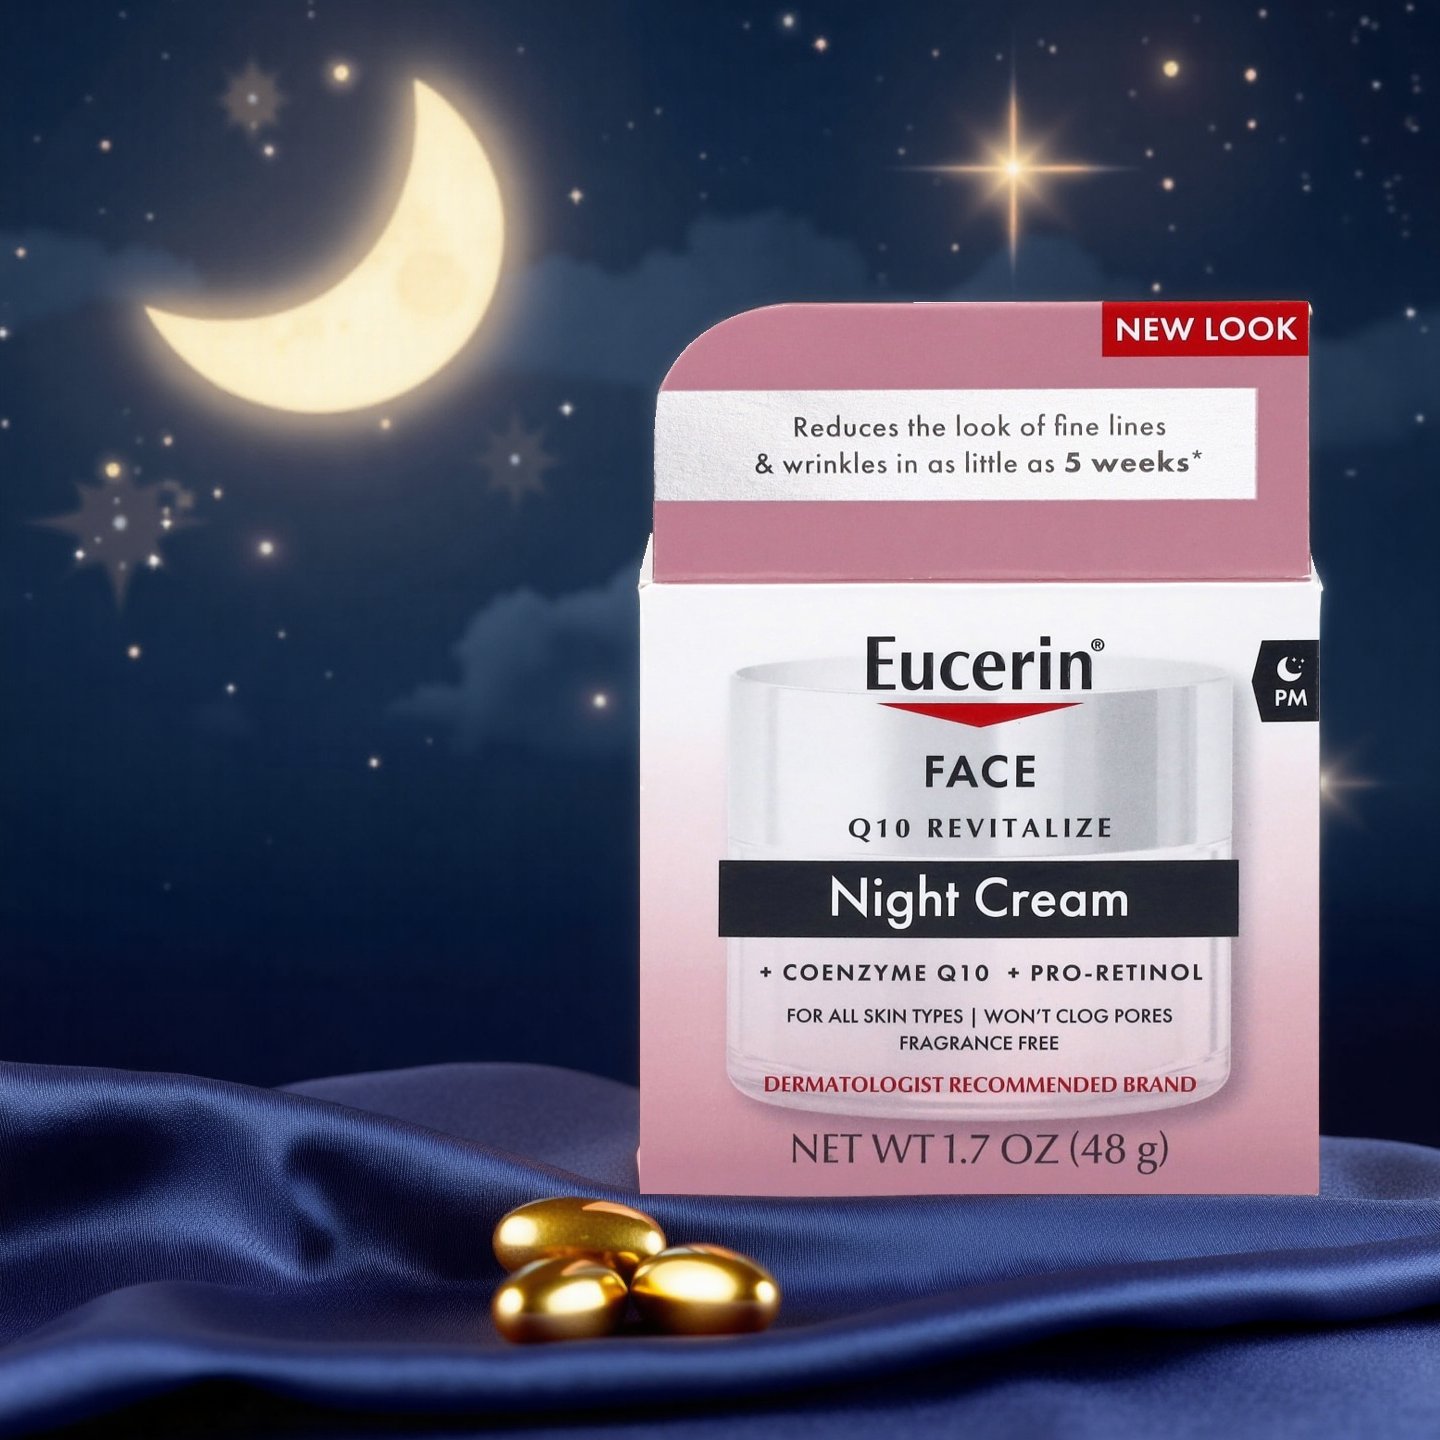 NEW LOOK
Reduces the look of fine lines
& wrinkles in as little as 5 weeks*
Eucerin®
PM
FACE
Q10 REVITALIZE
Night Cream
+ COENZYME Q10 + PRO-RETINOL
FOR ALL SKIN TYPES | WON'T CLOG PORES
FRAGRANCE FREE
DERMATOLOGIST RECOMMENDED BRAND
NET WT 1.7 OZ (48 g)